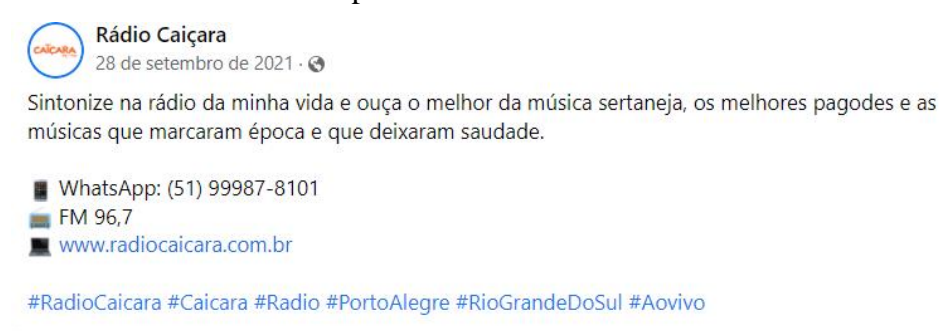 CAIÇARA
Rádio Caiçara
28 de setembro de 2021 ·
Sintonize na rádio da minha vida e ouça o melhor da música sertaneja, os melhores pagodes e as
músicas que marcaram época e que deixaram saudade.
WhatsApp: (51) 99987-8101
FM 96,7
www.radiocaicara.com.br
#RadioCaicara #Caicara #Radio #PortoAlegre #RioGrandeDoSul #Aovivo